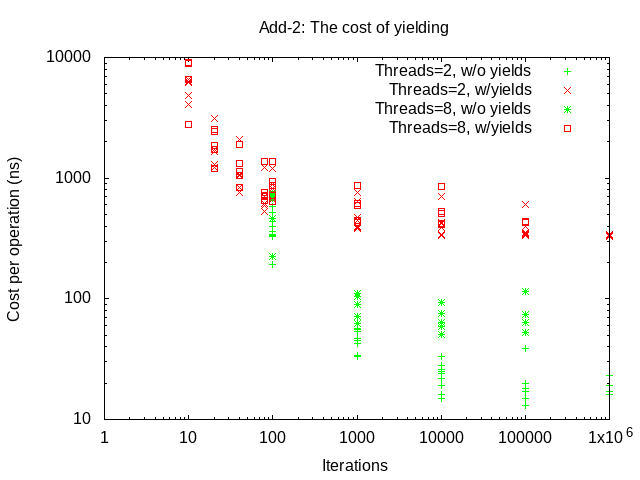 Add-2: The cost of yielding
10000
1000
100
10
Cost per operation (ns)
Threads=2, w/o yields
Threads=2, w/yields
Threads=8, w/o yields
Threads=8, w/yields
1 10 100 1000 10000 100000 1x10^6
Iterations